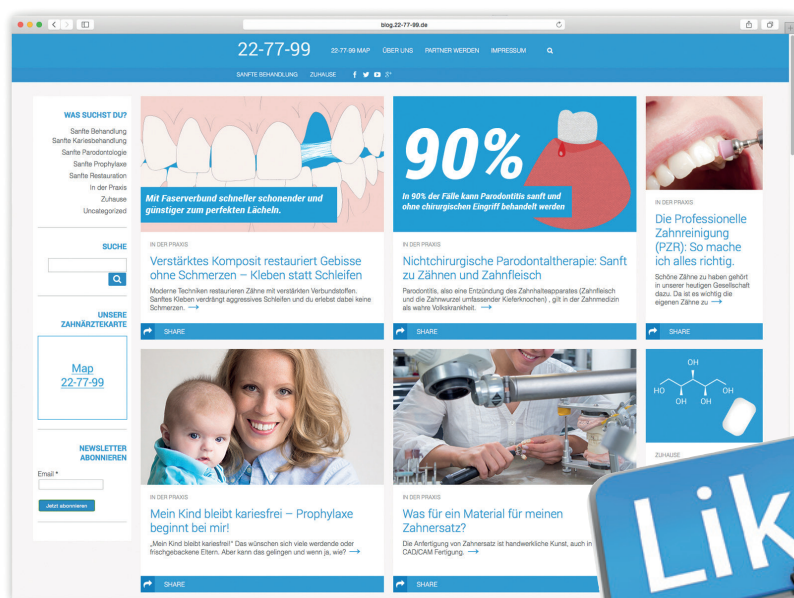 blog.22-77-99.de
22-77-99
22-77-99 MAP
ÜBER UNS
PARTNER WERDEN
IMPRESSUM
SANFTE BEHANDLUNG
ZUHAUSE
WAS SUCHST DU?
Sanfte Behandlung
Sanfte Kariesbehandlung
Sanfte Parodontologie
Sanfte Prophylaxe
Sanfte Restauration
In der Praxis
Zuhause
Uncategorized
SUCHE
UNSERE
ZAHNÄRZTEKARTE
Map
22-77-99
NEWSLETTER
ABONNIEREN
Email *
Jetzt abonnieren
Mit Faserverbund schneller schonender und
günstiger zum perfekten Lächeln.
IN DER PRAXIS
Verstärktes Komposit restauriert Gebisse
ohne Schmerzen – Kleben statt Schleifen
Moderne Techniken restaurieren Zähne mit verstärkten Verbundstoffen.
Sanftes Kleben verdrängt aggressives Schleifen und du erlebst dabei keine
Schmerzen. →
SHARE
90%
In 90% der Fälle kann Parodontitis sanft und
ohne chirurgischen Eingriff behandelt werden
IN DER PRAXIS
Nichtchirurgische Parodontaltherapie: Sanft
zu Zähnen und Zahnfleisch
Parodontitis, also eine Entzündung des Zahnhalteapparates (Zahnfleisch
und die Zahnwurzel umfassender Kieferknochen) , git in der Zahnmedizin
als wahre Volkskrankheit. →
SHARE
IN DER PRAXIS
Die Professionelle
Zahnreinigung
(PZR): So mache
ich alles richtig.
Schöne Zähne zu haben gehört
in unserer heutigen Gesellschaft
dazu. Da ist es wichtig die
eigenen Zähne zu →
SHARE
IN DER PRAXIS
Mein Kind bleibt kariesfrei – Prophylaxe
beginnt bei mir!
„Mein Kind bleibt kariesfrei!" Das wünschen sich viele werdende oder
frischgebackene Eltern. Aber kann das gelingen und wenn ja, wie? →
SHARE
IN DER PRAXIS
Was für ein Material für meinen
Zahnersatz?
Die Anfertigung von Zahnersatz ist handwerkliche Kunst, auch in
CAD/CAM Fertigung. →
SHARE
OH
HO OH
OH OH
ZUHAUSE
Lik